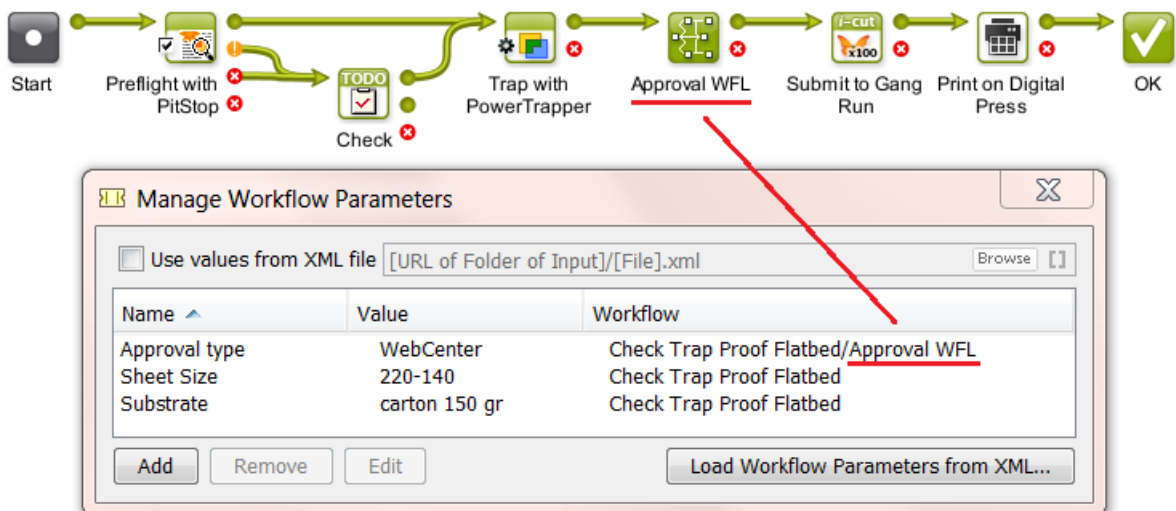 i-cut
x100
TODO
Start
Preflight with
PitStop
Check
Trap with
PowerTrapper
Approval WFL
Submit to Gang
Run
Print on Digital
Press
OK
Manage Workflow Parameters
Use values from XML file [URL of Folder of Input]/[File].xml Browse []
Name Value Workflow
Approval type WebCenter Check Trap Proof Flatbed/Approval WFL
Sheet Size 220-140 Check Trap Proof Flatbed
Substrate carton 150 gr Check Trap Proof Flatbed
Add Remove Edit Load Workflow Parameters from XML...